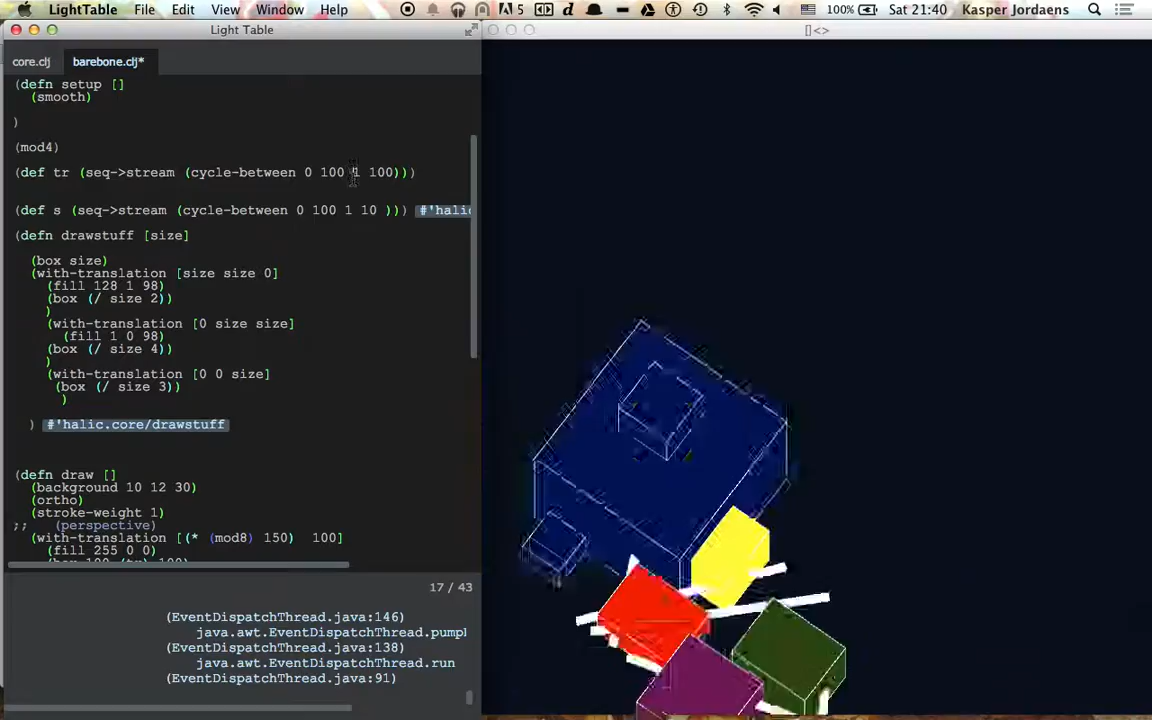 LightTable File Edit View Window Help 5 100% Sat 21:40 Kasper Jordaens
Light Table
[]<>
core.clj barebone.clj*
(defn setup []
(smooth)
)
(mod4)
(def tr (seq->stream (cycle-between 0 100 1 100)))
(def s (seq->stream (cycle-between 0 100 1 10 ))) #'halic
(defn drawstuff [size]
(box size)
(with-translation [size size 0]
(fill 128 1 98)
(box (/ size 2))
)
(with-translation [0 size size]
(fill 1 0 98)
(box (/ size 4))
)
(with-translation [0 0 size]
(box (/ size 3))
)
) #'halic.core/drawstuff
(defn draw []
(background 10 12 30)
(ortho)
(stroke-weight 1)
;; (perspective)
(with-translation [(* (mod8) 150) 100]
(fill 255 0 0)
17 / 43
(EventDispatchThread.java:146)
java.awt.EventDispatchThread.pumpl
(EventDispatchThread.java:138)
java.awt.EventDispatchThread.run
(EventDispatchThread.java:91)